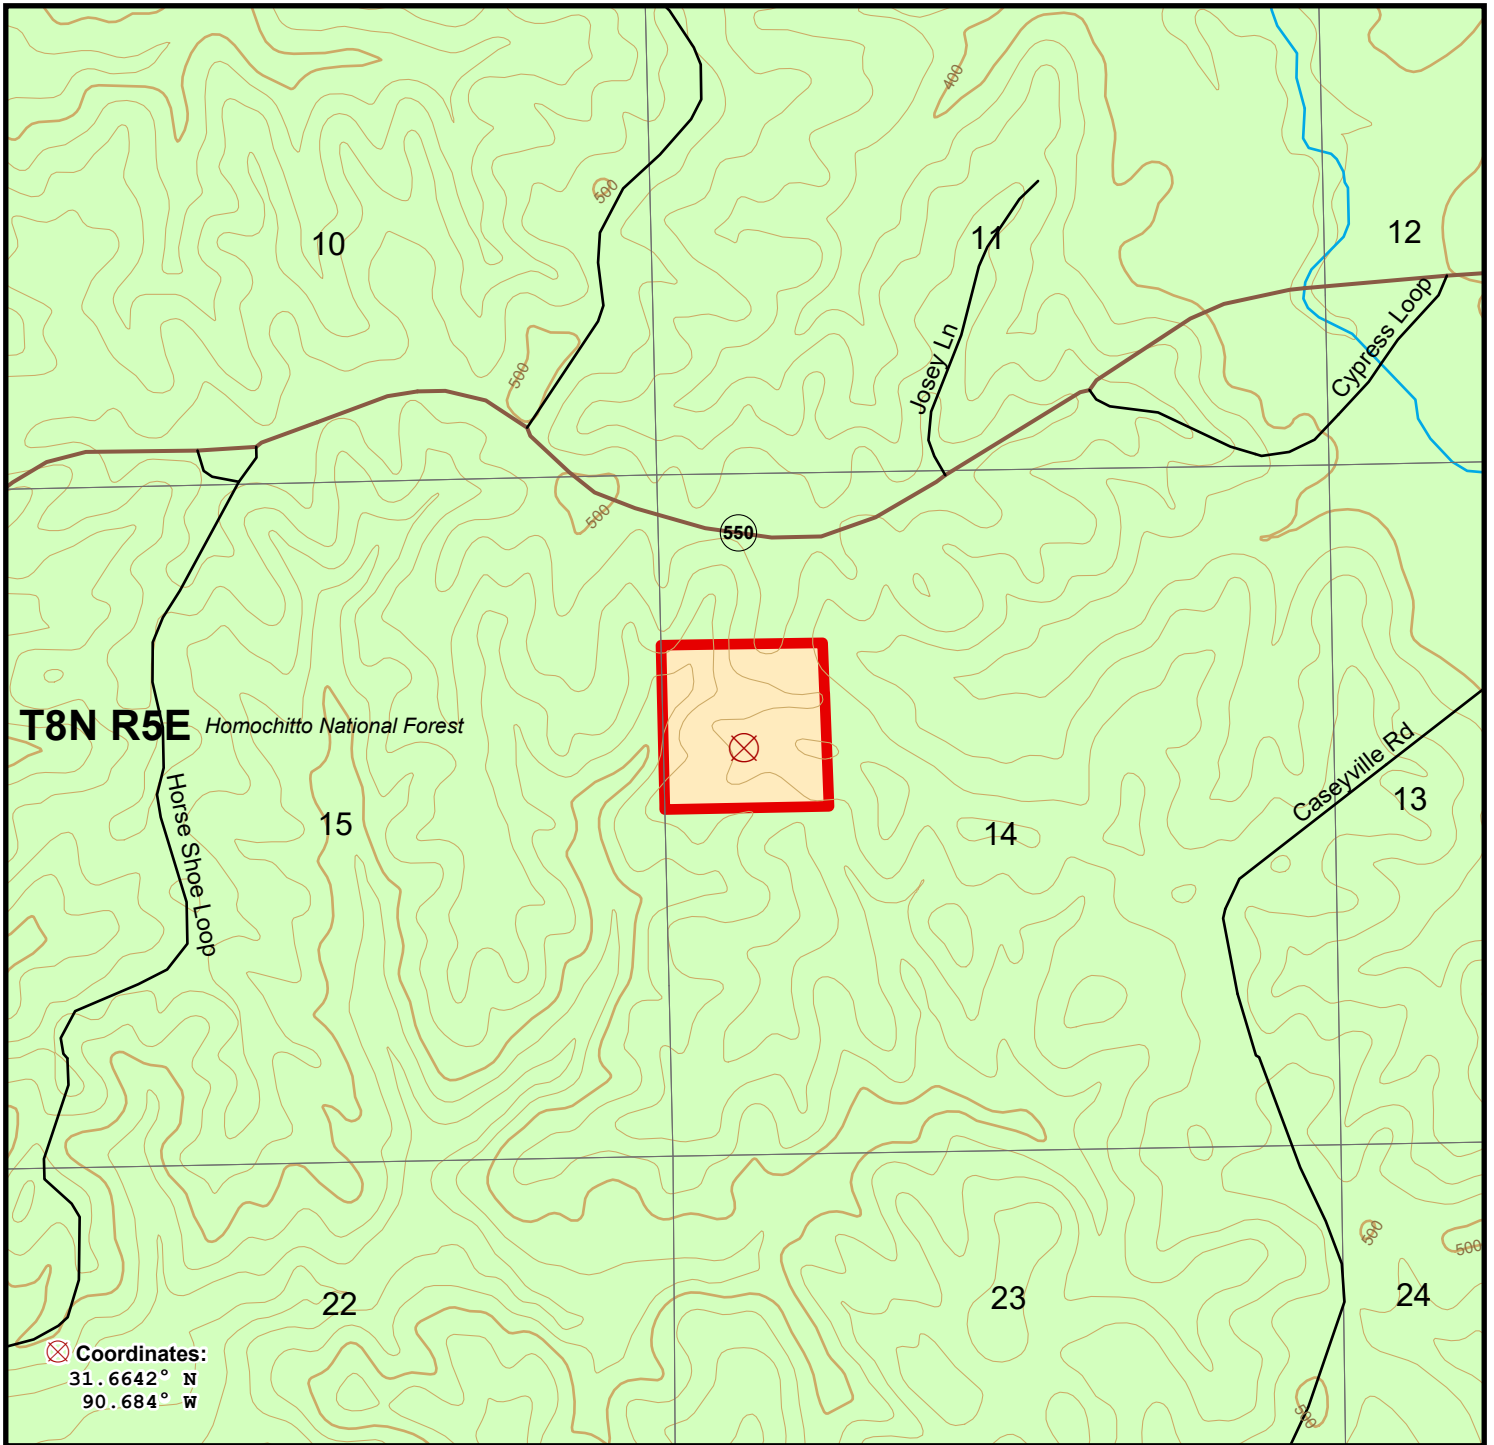 400
500
10
11
12
Cypress Loop
Josey Ln
500
500
550
T8N R5E
Homochitto National Forest
Horse Shoe Loop
Caseyville Rd
13
15
14
500
500
22
23
24
Coordinates:
31.6642° N
90.684° W
500